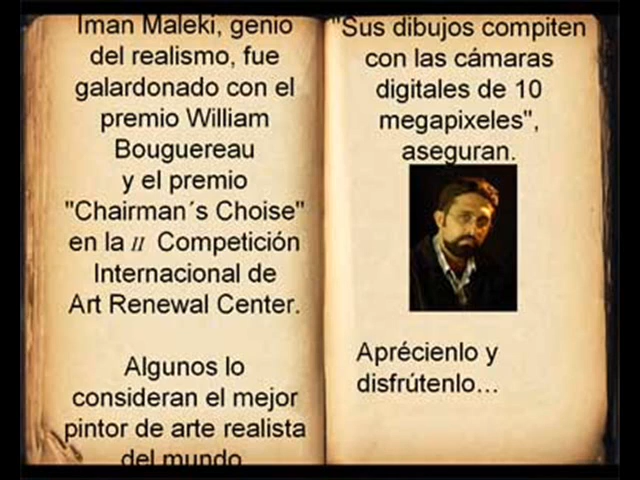 Iman Maleki, genio
del realismo, fue
galardonado con el
premio William
Bouguereau
y el premio
"Chairman´s Choise"
en la II Competición
Internacional de
Art Renewal Center.
Algunos lo
consideran el mejor
pintor de arte realista
del mundo
"Sus dibujos compiten
con las cámaras
digitales de 10
megapixeles",
aseguran.
Aprécienlo y
disfrútenlo...